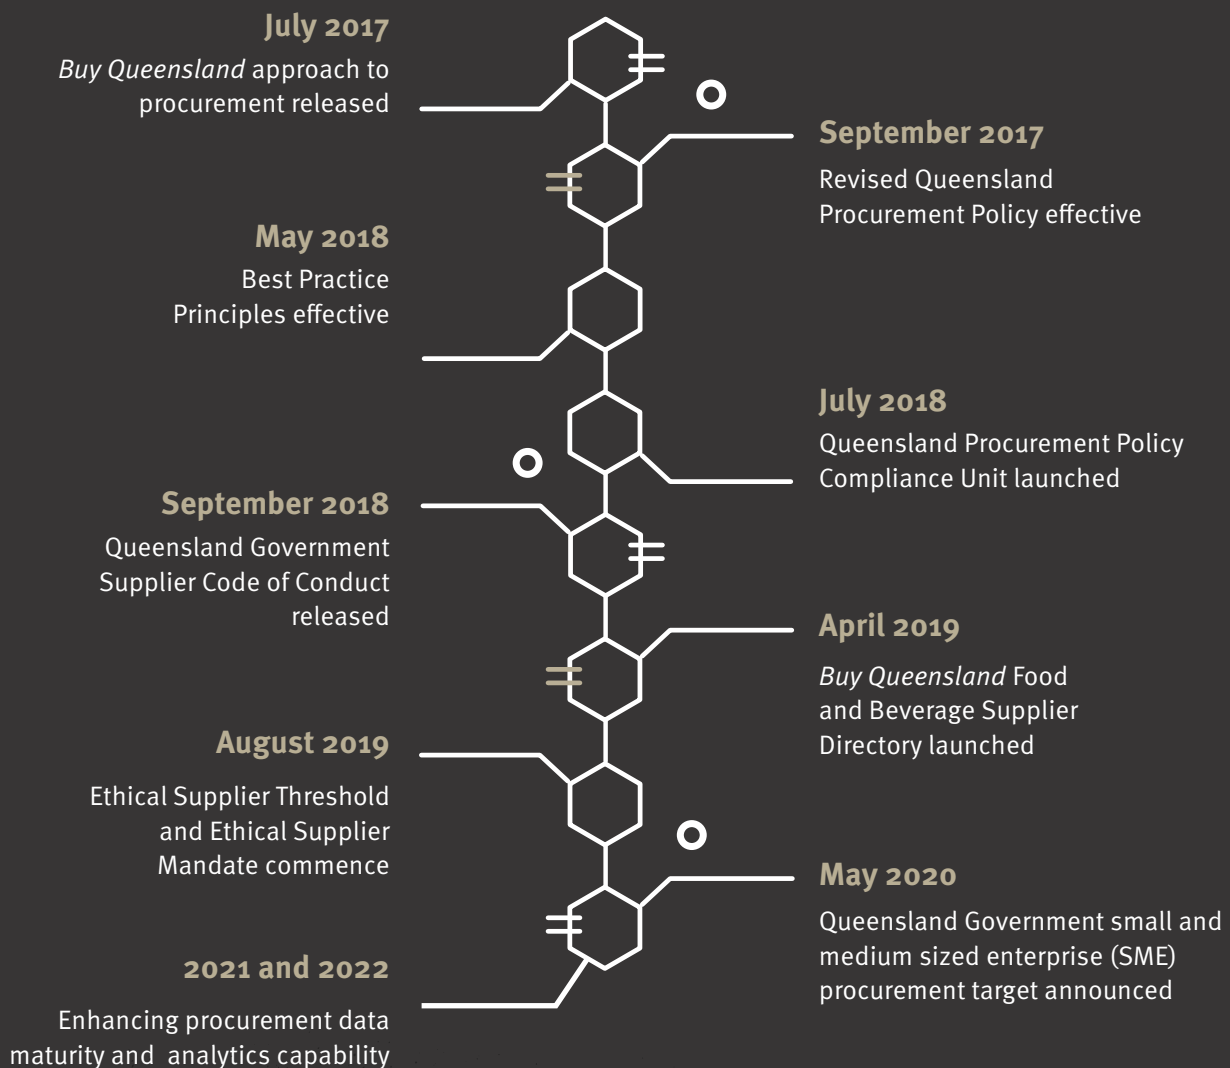 July 2017
Buy Queensland approach to
procurement released
September 2017
Revised Queensland
Procurement Policy effective
May 2018
Best Practice
Principles effective
July 2018
Queensland Procurement Policy
Compliance Unit launched
September 2018
Queensland Government
Supplier Code of Conduct
released
April 2019
Buy Queensland Food
and Beverage Supplier
Directory launched
August 2019
Ethical Supplier Threshold
and Ethical Supplier
Mandate commence
May 2020
Queensland Government small and
medium sized enterprise (SME)
procurement target announced
2021 and 2022
Enhancing procurement data
maturity and analytics capability